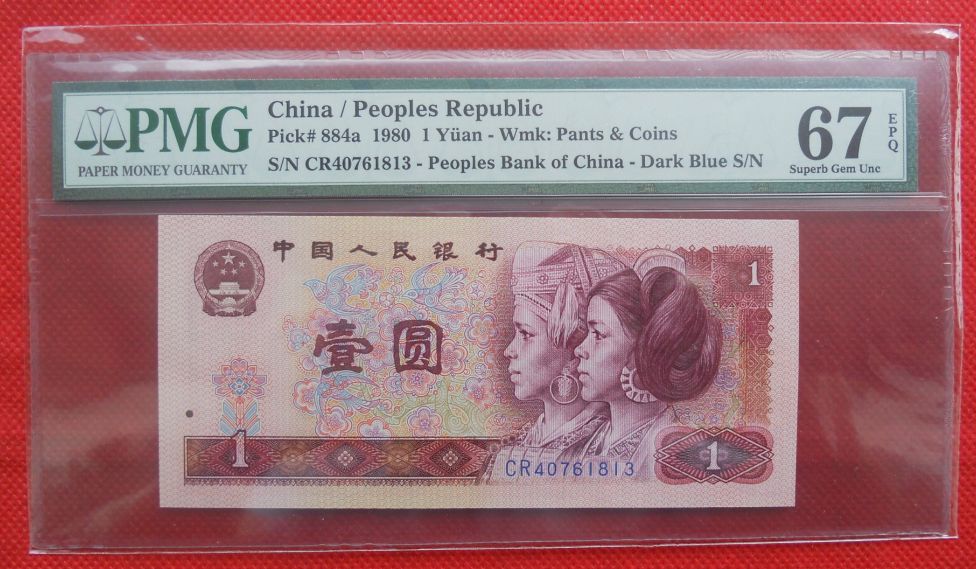 PMG
PAPER MONEY GUARANTY
China / Peoples Republic
Pick# 884a 1980 1 Yüan - Wmk: Pants & Coins
S/N CR40761813 - Peoples Bank of China - Dark Blue S/N
67
EPQ
Superb Gem Unc
中国人民银行
1
壹圆
1
CR40761813
1